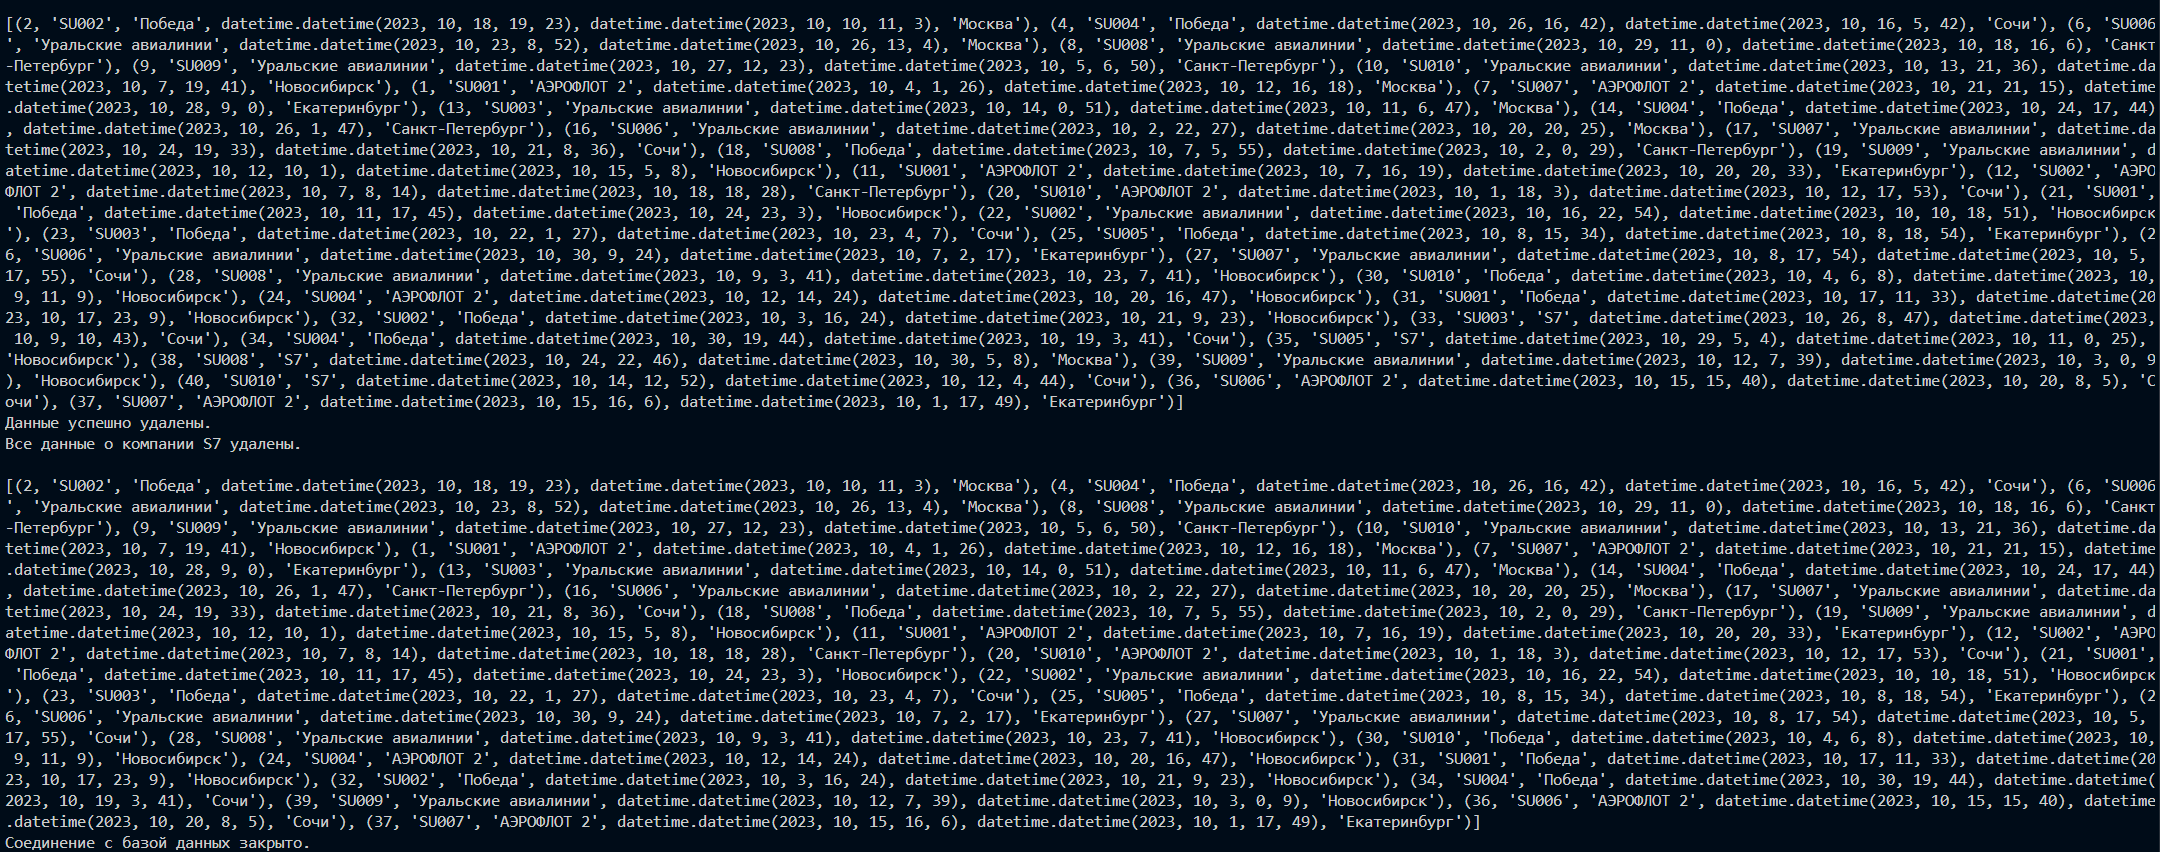 [(2, 'SU002', 'Победа', datetime.datetime(2023, 10, 18, 19, 23), datetime.datetime(2023, 10, 10, 11, 3), 'Москва'), (4, 'SU004', 'Победа', datetime.datetime(2023, 10, 26, 16, 42), datetime.datetime(2023, 10, 16, 5, 42), 'Сочи'), (6, 'SU006
', 'Уральские авиалинии', datetime.datetime(2023, 10, 23, 8, 52), datetime.datetime(2023, 10, 26, 13, 4), 'Москва'), (8, 'SU008', 'Уральские авиалинии', datetime.datetime(2023, 10, 29, 11, 0), datetime.datetime(2023, 10, 18, 16, 6), 'Санкт
-Петербург'), (9, 'SU009', 'Уральские авиалинии', datetime.datetime(2023, 10, 27, 12, 23), datetime.datetime(2023, 10, 5, 6, 50), 'Санкт-Петербург'), (10, 'SU010', 'Уральские авиалинии', datetime.datetime(2023, 10, 13, 21, 36), datetime.da
tetime(2023, 10, 7, 19, 41), 'Новосибирск'), (1, 'SU001', 'АЭРОФЛОТ 2', datetime.datetime(2023, 10, 4, 1, 26), datetime.datetime(2023, 10, 12, 16, 18), 'Москва'), (7, 'SU007', 'АЭРОФЛОТ 2', datetime.datetime(2023, 10, 21, 21, 15), datetime
.datetime(2023, 10, 28, 9, 0), 'Екатеринбург'), (13, 'SU003', 'Уральские авиалинии', datetime.datetime(2023, 10, 14, 0, 51), datetime.datetime(2023, 10, 11, 6, 47), 'Москва'), (14, 'SU004', 'Победа', datetime.datetime(2023, 10, 24, 17, 44)
, datetime.datetime(2023, 10, 26, 1, 47), 'Санкт-Петербург'), (16, 'SU006', 'Уральские авиалинии', datetime.datetime(2023, 10, 2, 22, 27), datetime.datetime(2023, 10, 20, 20, 25), 'Москва'), (17, 'SU007', 'Уральские авиалинии', datetime.da
tetime(2023, 10, 24, 19, 33), datetime.datetime(2023, 10, 21, 8, 36), 'Сочи'), (18, 'SU008', 'Победа', datetime.datetime(2023, 10, 7, 5, 55), datetime.datetime(2023, 10, 2, 0, 29), 'Санкт-Петербург'), (19, 'SU009', 'Уральские авиалинии', d
atetime.datetime(2023, 10, 12, 10, 1), datetime.datetime(2023, 10, 15, 5, 8), 'Новосибирск'), (11, 'SU001', 'АЭРОФЛОТ 2', datetime.datetime(2023, 10, 7, 16, 19), datetime.datetime(2023, 10, 20, 20, 33), 'Екатеринбург'), (12, 'SU002', 'АЭРО
ФЛОТ 2', datetime.datetime(2023, 10, 7, 8, 14), datetime.datetime(2023, 10, 18, 18, 28), 'Санкт-Петербург'), (20, 'SU010', 'АЭРОФЛОТ 2', datetime.datetime(2023, 10, 1, 18, 3), datetime.datetime(2023, 10, 12, 17, 53), 'Сочи'), (21, 'SU001',
 'Победа', datetime.datetime(2023, 10, 11, 17, 45), datetime.datetime(2023, 10, 24, 23, 3), 'Новосибирск'), (22, 'SU002', 'Уральские авиалинии', datetime.datetime(2023, 10, 16, 22, 54), datetime.datetime(2023, 10, 10, 18, 51), 'Новосибирск
'), (23, 'SU003', 'Победа', datetime.datetime(2023, 10, 22, 1, 27), datetime.datetime(2023, 10, 23, 4, 7), 'Сочи'), (25, 'SU005', 'Победа', datetime.datetime(2023, 10, 8, 15, 34), datetime.datetime(2023, 10, 8, 18, 54), 'Екатеринбург'), (2
6, 'SU006', 'Уральские авиалинии', datetime.datetime(2023, 10, 30, 9, 24), datetime.datetime(2023, 10, 7, 2, 17), 'Екатеринбург'), (27, 'SU007', 'Уральские авиалинии', datetime.datetime(2023, 10, 8, 17, 54), datetime.datetime(2023, 10, 5,
17, 55), 'Сочи'), (28, 'SU008', 'Уральские авиалинии', datetime.datetime(2023, 10, 9, 3, 41), datetime.datetime(2023, 10, 23, 7, 41), 'Новосибирск'), (30, 'SU010', 'Победа', datetime.datetime(2023, 10, 4, 6, 8), datetime.datetime(2023, 10,
 9, 11, 9), 'Новосибирск'), (24, 'SU004', 'АЭРОФЛОТ 2', datetime.datetime(2023, 10, 12, 14, 24), datetime.datetime(2023, 10, 20, 16, 47), 'Новосибирск'), (31, 'SU001', 'Победа', datetime.datetime(2023, 10, 17, 11, 33), datetime.datetime(20
23, 10, 17, 23, 9), 'Новосибирск'), (32, 'SU002', 'Победа', datetime.datetime(2023, 10, 3, 16, 24), datetime.datetime(2023, 10, 21, 9, 23), 'Новосибирск'), (33, 'SU003', 'S7', datetime.datetime(2023, 10, 26, 8, 47), datetime.datetime(2023,
 10, 9, 10, 43), 'Сочи'), (34, 'SU004', 'Победа', datetime.datetime(2023, 10, 30, 19, 44), datetime.datetime(2023, 10, 19, 3, 41), 'Сочи'), (35, 'SU005', 'S7', datetime.datetime(2023, 10, 29, 5, 4), datetime.datetime(2023, 10, 11, 0, 25),
'Новосибирск'), (38, 'SU008', 'S7', datetime.datetime(2023, 10, 24, 22, 46), datetime.datetime(2023, 10, 30, 5, 8), 'Москва'), (39, 'SU009', 'Уральские авиалинии', datetime.datetime(2023, 10, 12, 7, 39), datetime.datetime(2023, 10, 3, 0, 9
), 'Новосибирск'), (40, 'SU010', 'S7', datetime.datetime(2023, 10, 14, 12, 52), datetime.datetime(2023, 10, 12, 4, 44), 'Сочи'), (36, 'SU006', 'АЭРОФЛОТ 2', datetime.datetime(2023, 10, 15, 15, 40), datetime.datetime(2023, 10, 20, 8, 5), 'С
очи'), (37, 'SU007', 'АЭРОФЛОТ 2', datetime.datetime(2023, 10, 15, 16, 6), datetime.datetime(2023, 10, 1, 17, 49), 'Екатеринбург')]
Данные успешно удалены.
Все данные о компании S7 удалены.
[(2, 'SU002', 'Победа', datetime.datetime(2023, 10, 18, 19, 23), datetime.datetime(2023, 10, 10, 11, 3), 'Москва'), (4, 'SU004', 'Победа', datetime.datetime(2023, 10, 26, 16, 42), datetime.datetime(2023, 10, 16, 5, 42), 'Сочи'), (6, 'SU006
', 'Уральские авиалинии', datetime.datetime(2023, 10, 23, 8, 52), datetime.datetime(2023, 10, 26, 13, 4), 'Москва'), (8, 'SU008', 'Уральские авиалинии', datetime.datetime(2023, 10, 29, 11, 0), datetime.datetime(2023, 10, 18, 16, 6), 'Санкт
-Петербург'), (9, 'SU009', 'Уральские авиалинии', datetime.datetime(2023, 10, 27, 12, 23), datetime.datetime(2023, 10, 5, 6, 50), 'Санкт-Петербург'), (10, 'SU010', 'Уральские авиалинии', datetime.datetime(2023, 10, 13, 21, 36), datetime.da
tetime(2023, 10, 7, 19, 41), 'Новосибирск'), (1, 'SU001', 'АЭРОФЛОТ 2', datetime.datetime(2023, 10, 4, 1, 26), datetime.datetime(2023, 10, 12, 16, 18), 'Москва'), (7, 'SU007', 'АЭРОФЛОТ 2', datetime.datetime(2023, 10, 21, 21, 15), datetime
.datetime(2023, 10, 28, 9, 0), 'Екатеринбург'), (13, 'SU003', 'Уральские авиалинии', datetime.datetime(2023, 10, 14, 0, 51), datetime.datetime(2023, 10, 11, 6, 47), 'Москва'), (14, 'SU004', 'Победа', datetime.datetime(2023, 10, 24, 17, 44)
, datetime.datetime(2023, 10, 26, 1, 47), 'Санкт-Петербург'), (16, 'SU006', 'Уральские авиалинии', datetime.datetime(2023, 10, 2, 22, 27), datetime.datetime(2023, 10, 20, 20, 25), 'Москва'), (17, 'SU007', 'Уральские авиалинии', datetime.da
tetime(2023, 10, 24, 19, 33), datetime.datetime(2023, 10, 21, 8, 36), 'Сочи'), (18, 'SU008', 'Победа', datetime.datetime(2023, 10, 7, 5, 55), datetime.datetime(2023, 10, 2, 0, 29), 'Санкт-Петербург'), (19, 'SU009', 'Уральские авиалинии', d
atetime.datetime(2023, 10, 12, 10, 1), datetime.datetime(2023, 10, 15, 5, 8), 'Новосибирск'), (11, 'SU001', 'АЭРОФЛОТ 2', datetime.datetime(2023, 10, 7, 16, 19), datetime.datetime(2023, 10, 20, 20, 33), 'Екатеринбург'), (12, 'SU002', 'АЭРО
ФЛОТ 2', datetime.datetime(2023, 10, 7, 8, 14), datetime.datetime(2023, 10, 18, 18, 28), 'Санкт-Петербург'), (20, 'SU010', 'АЭРОФЛОТ 2', datetime.datetime(2023, 10, 1, 18, 3), datetime.datetime(2023, 10, 12, 17, 53), 'Сочи'), (21, 'SU001',
 'Победа', datetime.datetime(2023, 10, 11, 17, 45), datetime.datetime(2023, 10, 24, 23, 3), 'Новосибирск'), (22, 'SU002', 'Уральские авиалинии', datetime.datetime(2023, 10, 16, 22, 54), datetime.datetime(2023, 10, 10, 18, 51), 'Новосибирск
'), (23, 'SU003', 'Победа', datetime.datetime(2023, 10, 22, 1, 27), datetime.datetime(2023, 10, 23, 4, 7), 'Сочи'), (25, 'SU005', 'Победа', datetime.datetime(2023, 10, 8, 15, 34), datetime.datetime(2023, 10, 8, 18, 54), 'Екатеринбург'), (2
6, 'SU006', 'Уральские авиалинии', datetime.datetime(2023, 10, 30, 9, 24), datetime.datetime(2023, 10, 7, 2, 17), 'Екатеринбург'), (27, 'SU007', 'Уральские авиалинии', datetime.datetime(2023, 10, 8, 17, 54), datetime.datetime(2023, 10, 5,
17, 55), 'Сочи'), (28, 'SU008', 'Уральские авиалинии', datetime.datetime(2023, 10, 9, 3, 41), datetime.datetime(2023, 10, 23, 7, 41), 'Новосибирск'), (30, 'SU010', 'Победа', datetime.datetime(2023, 10, 4, 6, 8), datetime.datetime(2023, 10,
 9, 11, 9), 'Новосибирск'), (24, 'SU004', 'АЭРОФЛОТ 2', datetime.datetime(2023, 10, 12, 14, 24), datetime.datetime(2023, 10, 20, 16, 47), 'Новосибирск'), (31, 'SU001', 'Победа', datetime.datetime(2023, 10, 17, 11, 33), datetime.datetime(20
23, 10, 17, 23, 9), 'Новосибирск'), (32, 'SU002', 'Победа', datetime.datetime(2023, 10, 3, 16, 24), datetime.datetime(2023, 10, 21, 9, 23), 'Новосибирск'), (34, 'SU004', 'Победа', datetime.datetime(2023, 10, 30, 19, 44), datetime.datetime(
2023, 10, 19, 3, 41), 'Сочи'), (39, 'SU009', 'Уральские авиалинии', datetime.datetime(2023, 10, 12, 7, 39), datetime.datetime(2023, 10, 3, 0, 9), 'Новосибирск'), (36, 'SU006', 'АЭРОФЛОТ 2', datetime.datetime(2023, 10, 15, 15, 40), datetime
.datetime(2023, 10, 20, 8, 5), 'Сочи'), (37, 'SU007', 'АЭРОФЛОТ 2', datetime.datetime(2023, 10, 15, 16, 6), datetime.datetime(2023, 10, 1, 17, 49), 'Екатеринбург')]
Соединение с базой данных закрыто.